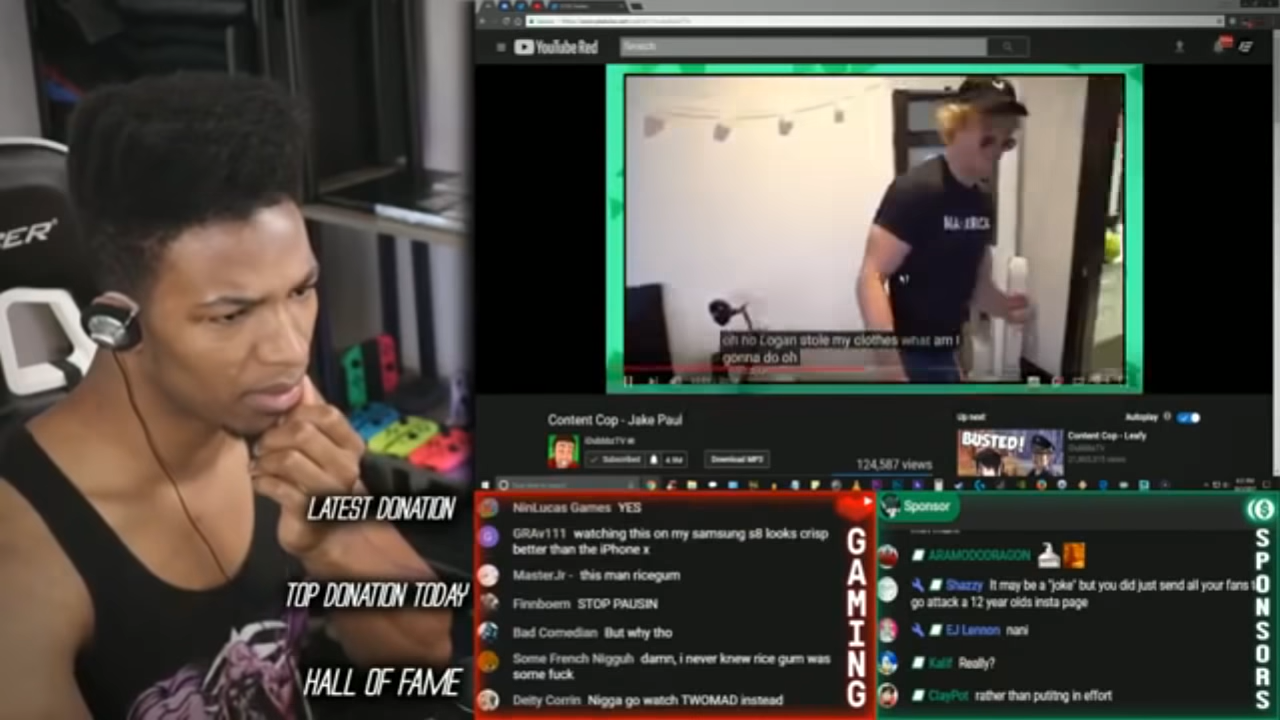 YouTube Red
Search
MAVERICK
oh no Logan stole my clothes what am I
gonna do oh
Content Cop - Jake Paul
Subscribed
Download MP3
124,587 views
Up next
Autoplay
BUSTED!
Content Cop - Leafy
LATEST DONATION
TOP DONATION TODAY
HALL OF FAME
NinLucas Games YES
GRAv111 watching this on my samsung s8 looks crisp
better than the iPhone x
MasterJr - this man ricegum
Finnboern STOP PAUSIN
Bad Comedian But why tho
Some French Nigguh damn, i never knew rice gum was
some fuck
Deity Corrin Nigga go watch TWOMAD instead
GAMING
Sponsor
ARAMODODRAGON
Shazzy It may be a "joke" but you did just send all your fans to
go attack a 12 year olds insta page
EJ Lennon nani
Kalif Really?
ClayPot rather than putitng in effort
SPONSORS